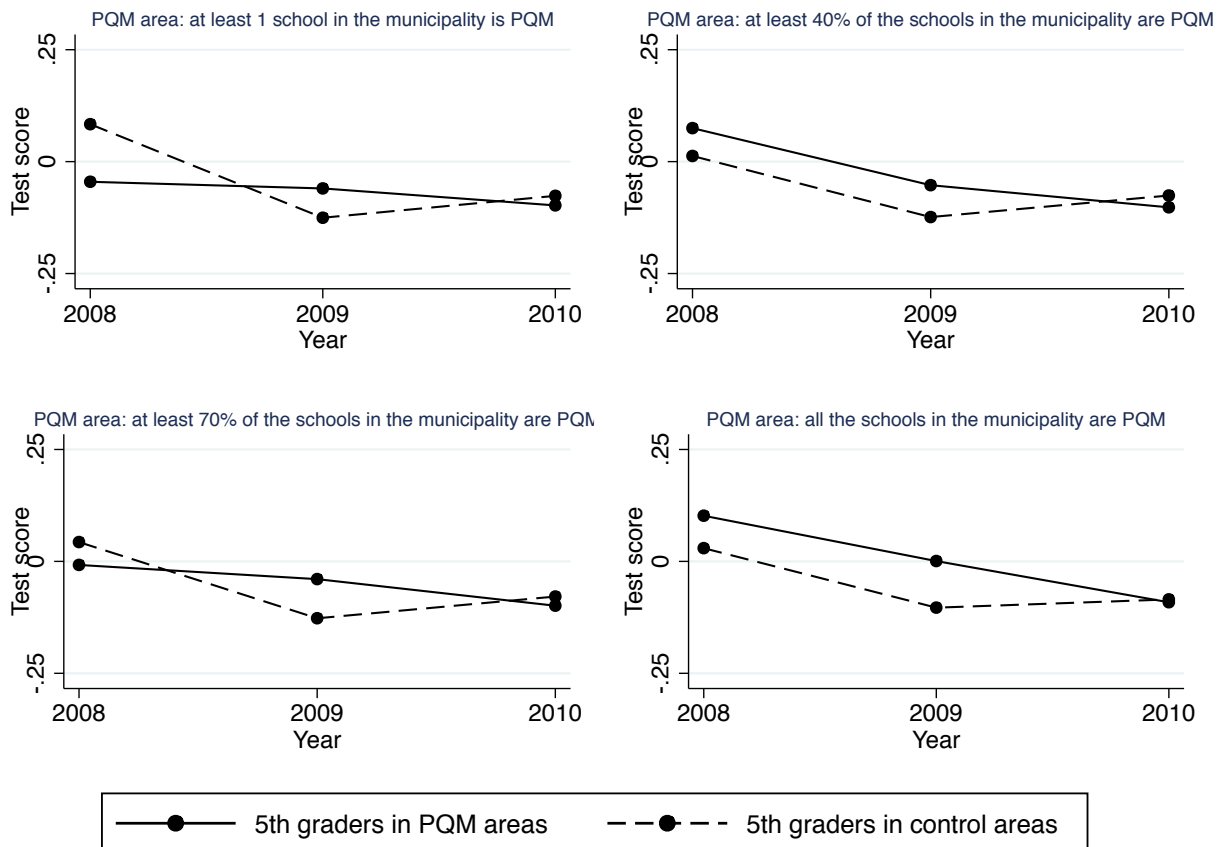 PQM area: at least 1 school in the municipality is PQM
.25
0
-.25
Test score
2008
2009
2010
Year
PQM area: at least 40% of the schools in the municipality are PQM
.25
0
-.25
Test score
2008
2009
2010
Year
PQM area: at least 70% of the schools in the municipality are PQM
.25
0
-.25
Test score
2008
2009
2010
Year
PQM area: all the schools in the municipality are PQM
.25
0
-.25
Test score
2008
2009
2010
Year
5th graders in PQM areas
5th graders in control areas